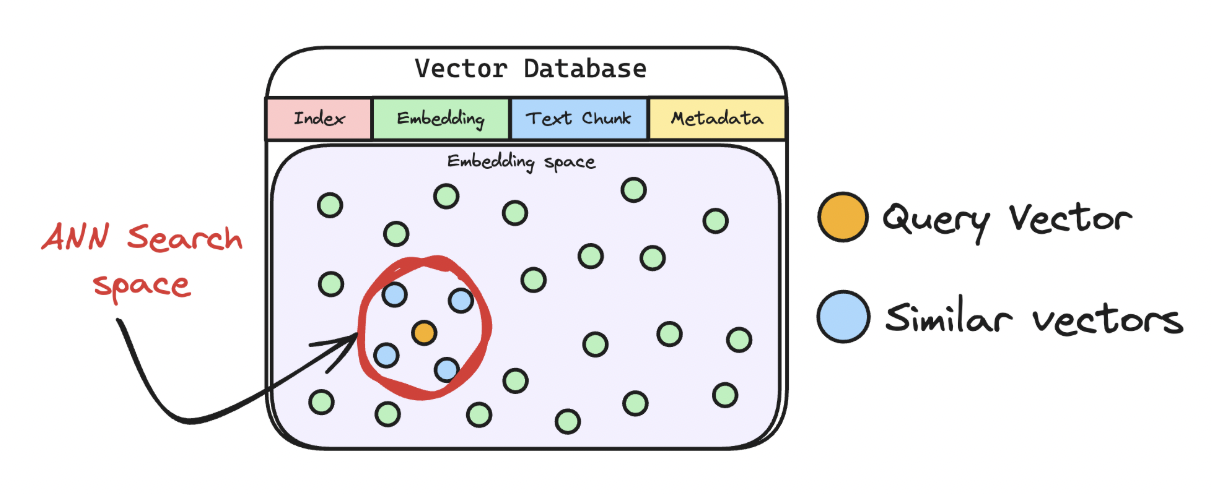 Vector Database
Index Embedding Text Chunk Metadata
Embedding space
ANN Search
space
Query Vector
Similar vectors